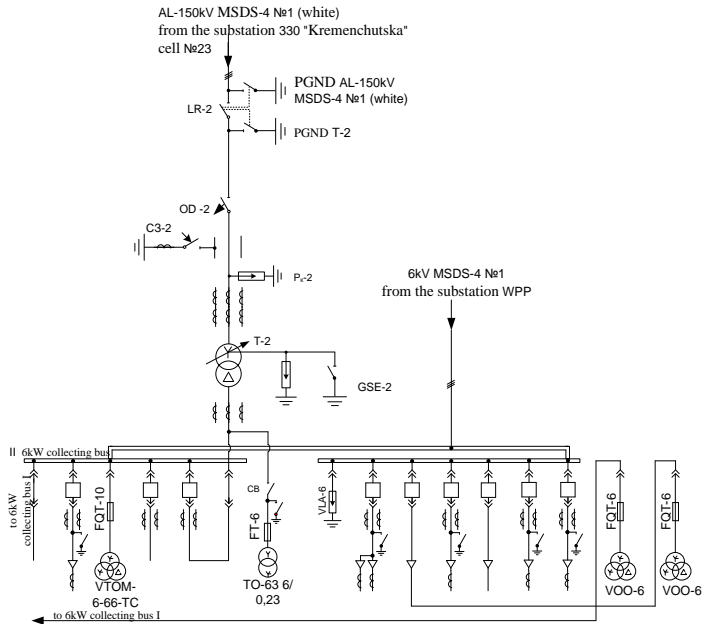 AL-150kV MSDS-4 №1 (white)
from the substation 330 "Kremenchutska"
cell №23
PGND AL-150kV
MSDS-4 №1 (white)
LR-2
PGND T-2
OD -2
C3-2
6kV MSDS-4 №1
from the substation WPP
T-2
GSE-2
II 6kW collecting bus
to 6kW
collecting bus I
FQT-10
CB
FT-6
VLA-6
FQT-6
FQT-6
VTOM-
6-66-TC
TO-63 6/
0,23
VOO-6
VOO-6
to 6kW collecting bus I